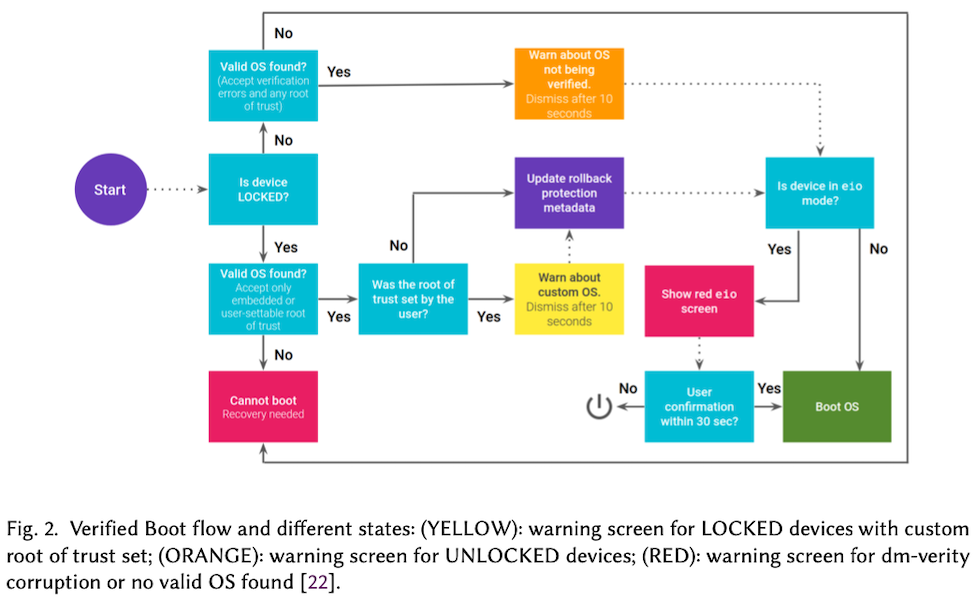 No
Valid OS found?
(Accept verification
errors and any root
of trust)
Yes
Warn about OS
not being
verified.
Dismiss after 10
seconds
No
Start
Is device
LOCKED?
Update rollback
protection
metadata
Is device in eio
mode?
Yes
No
Yes
No
Valid OS found?
Accept only
embedded or
user-settable root
of trust
Yes
Was the root of
trust set by the
user?
Yes
Warn about
custom OS.
Dismiss after 10
seconds
Show red eio
screen
No
Cannot boot
Recovery needed
No
User
confirmation
within 30 sec?
Yes
Boot OS
Fig. 2. Verified Boot flow and different states: (YELLOW): warning screen for LOCKED devices with custom
root of trust set; (ORANGE): warning screen for UNLOCKED devices; (RED): warning screen for dm-verity
corruption or no valid OS found [22].